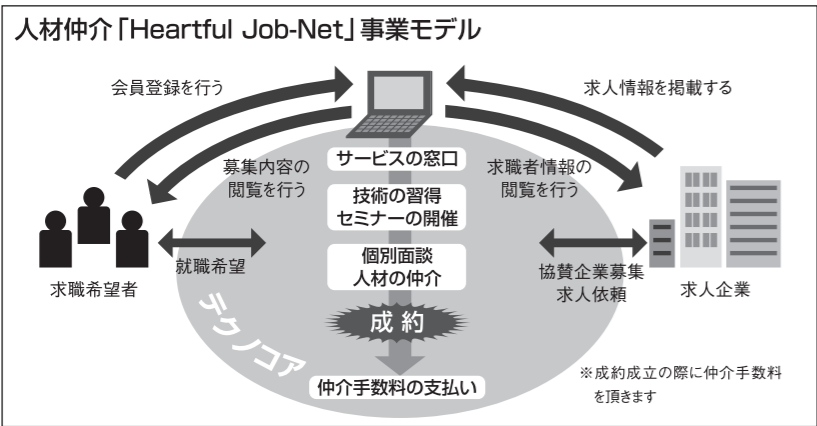 人材仲介「Heartful Job-Net」事業モデル
会員登録を行う
求人情報を掲載する
募集内容の
閲覧を行う
サービスの窓口
求職者情報の
閲覧を行う
技術の習得
セミナーの開催
就職希望
個別面談
人材の仲介
協賛企業募集
求人依頼
求職希望者
求人企業
テクノコア
成約
仲介手数料の支払い
※成約成立の際に仲介手数料
を頂きます